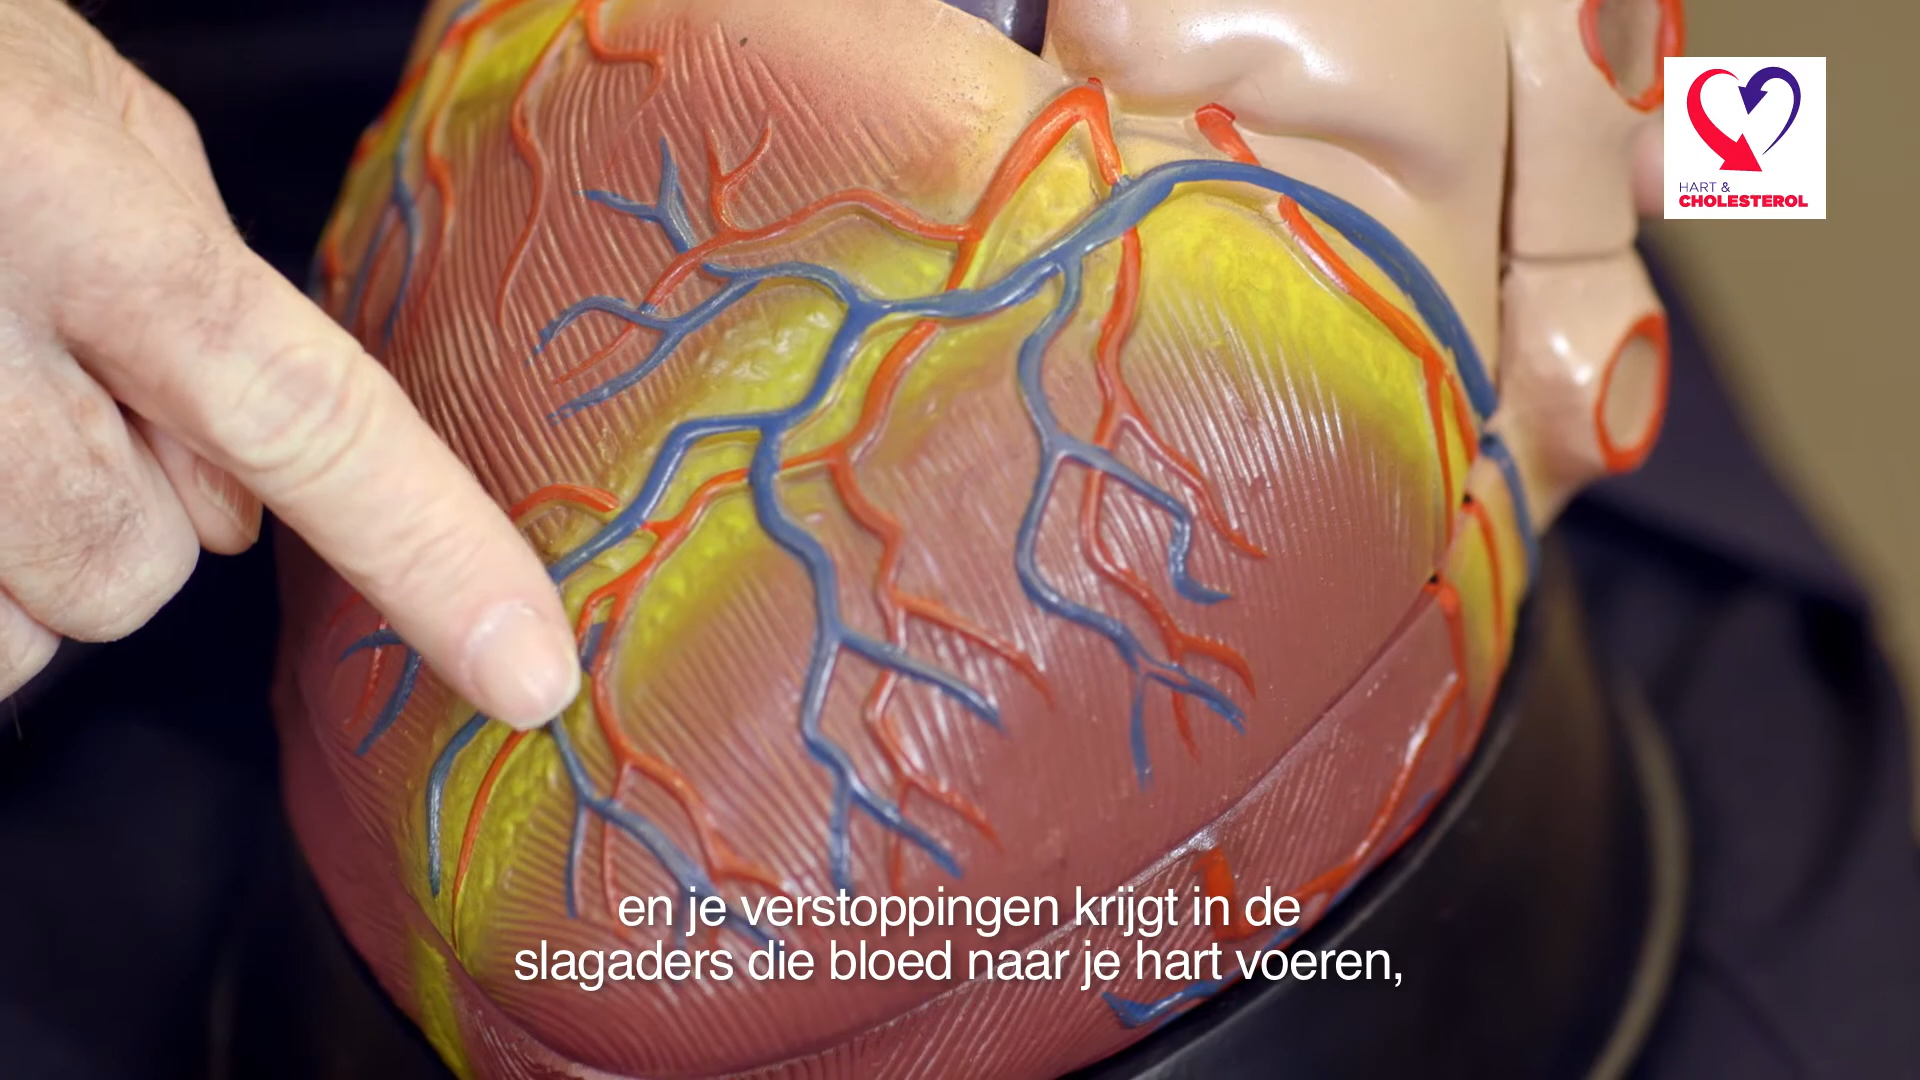 HART &
CHOLESTEROL
en je verstoppingen krijgt in de
slagaders die bloed naar je hart voeren,